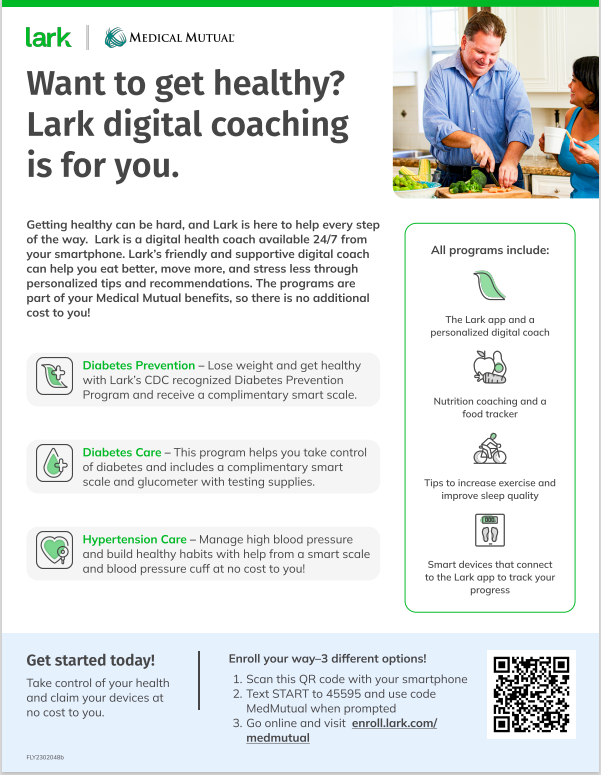 lark | MEDICAL MUTUAL®
Want to get healthy?
Lark digital coaching
is for you.
Getting healthy can be hard, and Lark is here to help every step
of the way.  Lark is a digital health coach available 24/7 from
your smartphone. Lark's friendly and supportive digital coach
can help you eat better, move more, and stress less through
personalized tips and recommendations. The programs are
part of your Medical Mutual benefits, so there is no additional
cost to you!
Diabetes Prevention – Lose weight and get healthy
with Lark's CDC recognized Diabetes Prevention
Program and receive a complimentary smart scale.
Diabetes Care – This program helps you take control
of diabetes and includes a complimentary smart
scale and glucometer with testing supplies.
Hypertension Care – Manage high blood pressure
and build healthy habits with help from a smart scale
and blood pressure cuff at no cost to you!
All programs include:
The Lark app and a
personalized digital coach
Nutrition coaching and a
food tracker
Tips to increase exercise and
improve sleep quality
000.
Smart devices that connect
to the Lark app to track your
progress
Get started today!
Take control of your health
and claim your devices at
no cost to you.
Enroll your way–3 different options!
1. Scan this QR code with your smartphone
2. Text START to 45595 and use code
MedMutual when prompted
3. Go online and visit  enroll.lark.com/
medmutual
FLY2302048b